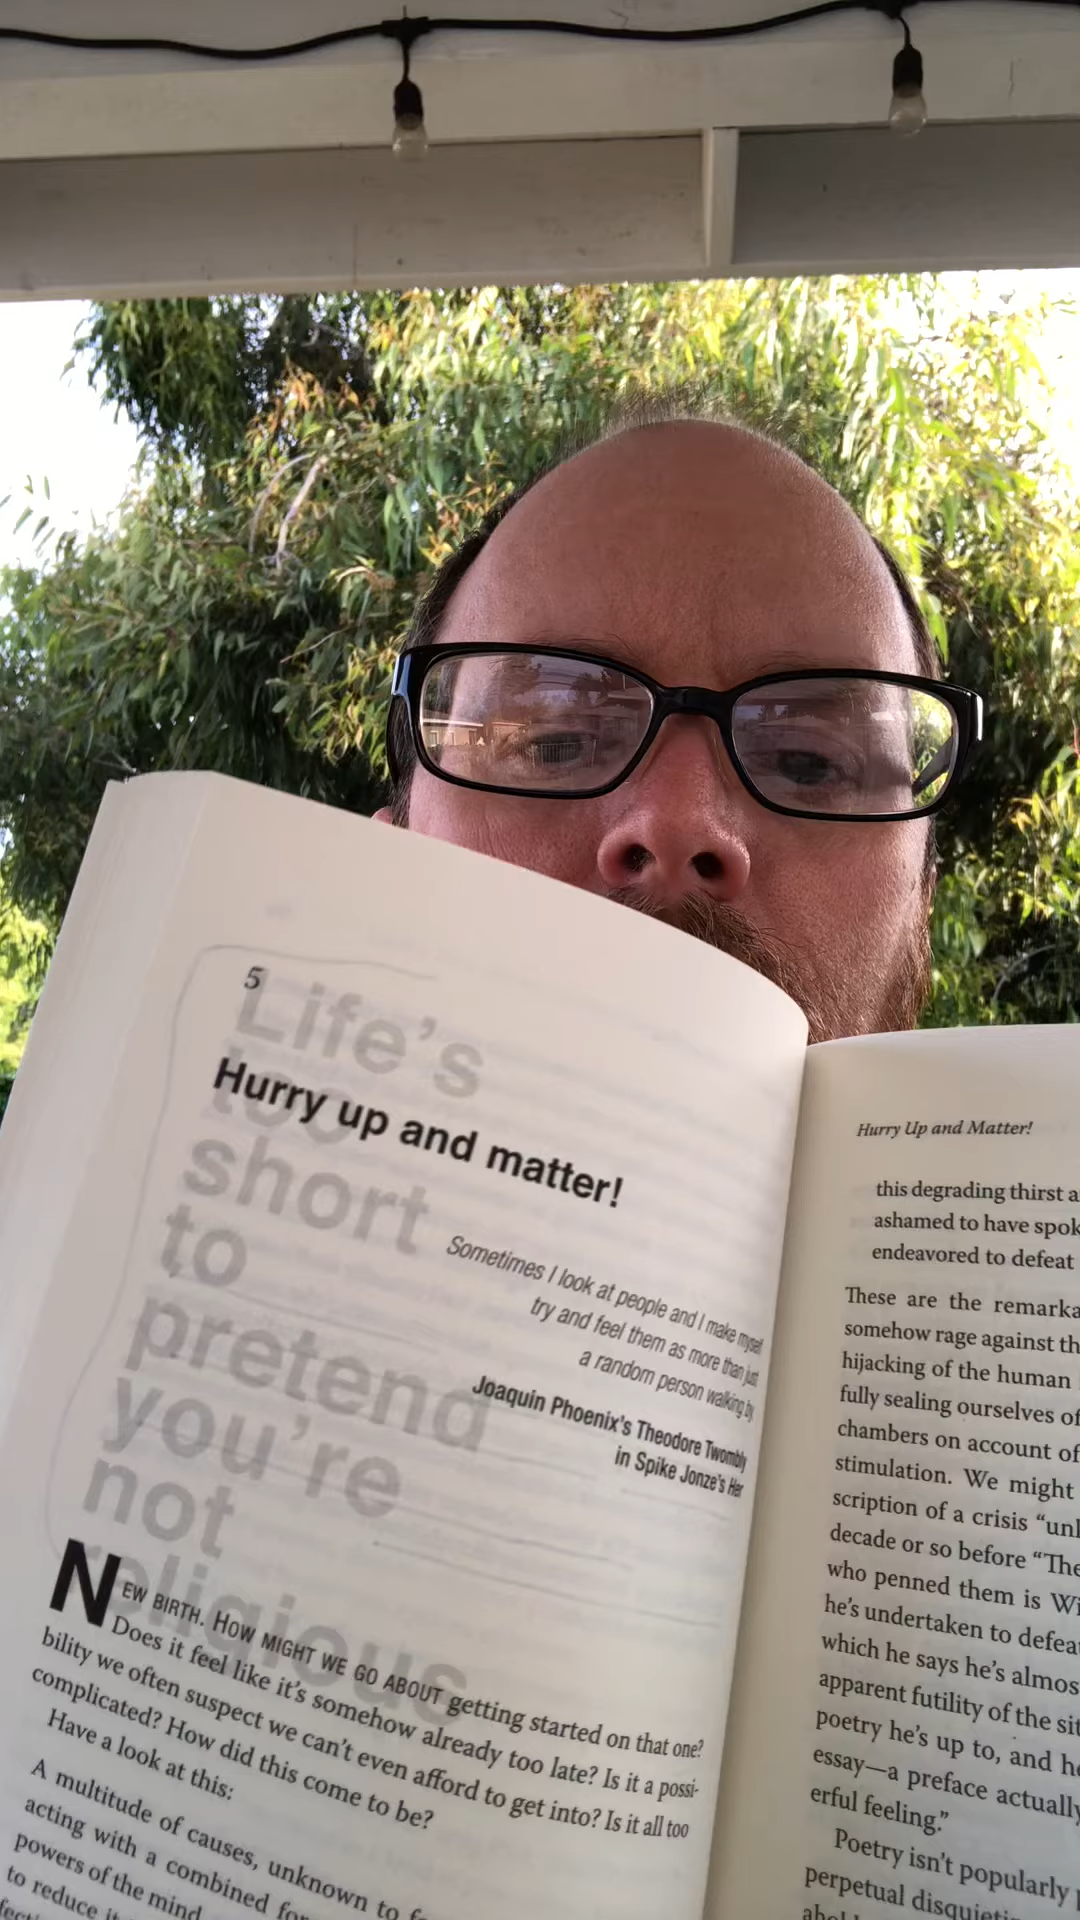 5
Life's
too
short
to
pretend
you're
not
religious
Hurry up and matter!
Sometimes I look at people and I make myself
try and feel them as more than just
a random person walking by
Joaquin Phoenix's Theodore Twombly
in Spike Jonze's Her
NEW BIRTH. HOW MIGHT WE GO ABOUT getting started on that one?
Does it feel like it's somehow already too late? Is it a possi-
bility we often suspect we can't even afford to get into? Is it all too
complicated? How did this come to be?
Have a look at this:
A multitude of causes, unknown to
acting with a combined
powers of the mind
to reduce
Hurry Up and Matter!
this degrading thirst
ashamed to have
endeavored to defeat
These are the
somehow rage against
hijacking of the human
fully sealing ourselves
chambers on account of
stimulation. We might
scription of a crisis
decade or so before
who penned them is
he's undertaken to
which he says he's
apparent futility of the
poetry he's up to, and
essay—a preface
erful feeling."
Poetry isn't popularly
perpetual